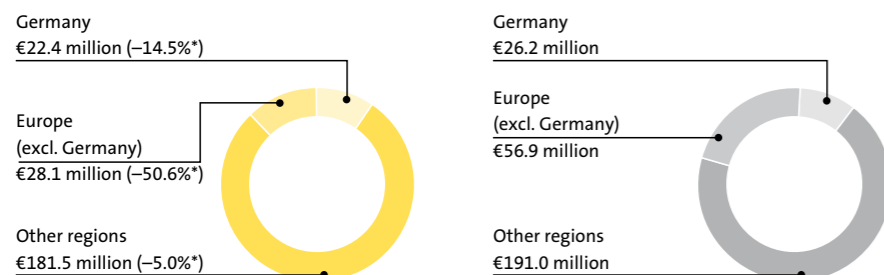 Germany
€22.4 million (–14.5%*)
Europe
(excl. Germany)
€28.1 million (–50.6%*)
Other regions
€181.5 million (–5.0%*)
Germany
€26.2 million
Europe
(excl. Germany)
€56.9 million
Other regions
€191.0 million